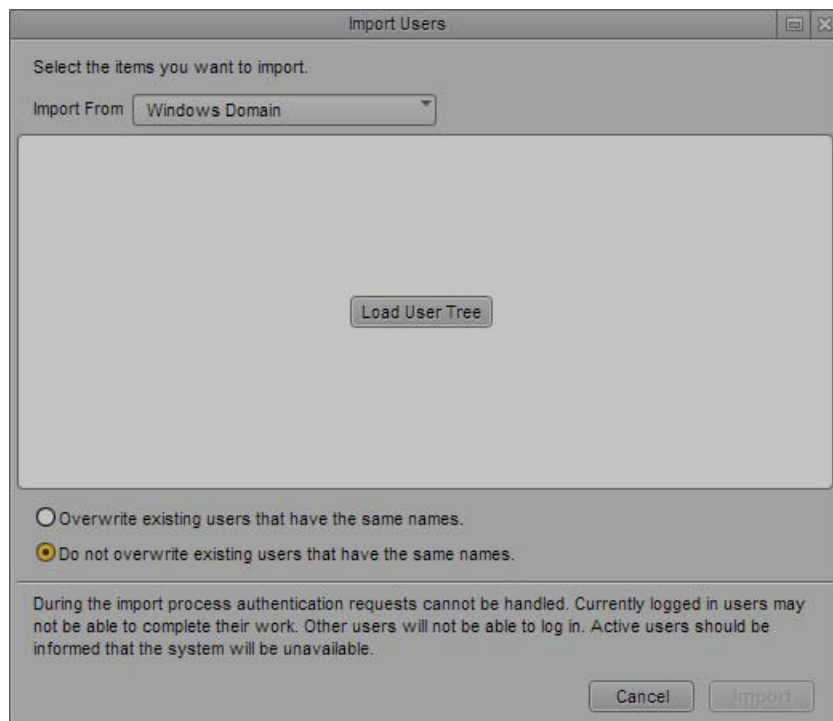 Import Users
Select the items you want to import.
Import From Windows Domain
Load User Tree
Overwrite existing users that have the same names.
Do not overwrite existing users that have the same names.
During the import process authentication requests cannot be handled. Currently logged in users may
not be able to complete their work. Other users will not be able to log in. Active users should be
informed that the system will be unavailable.
Cancel Import